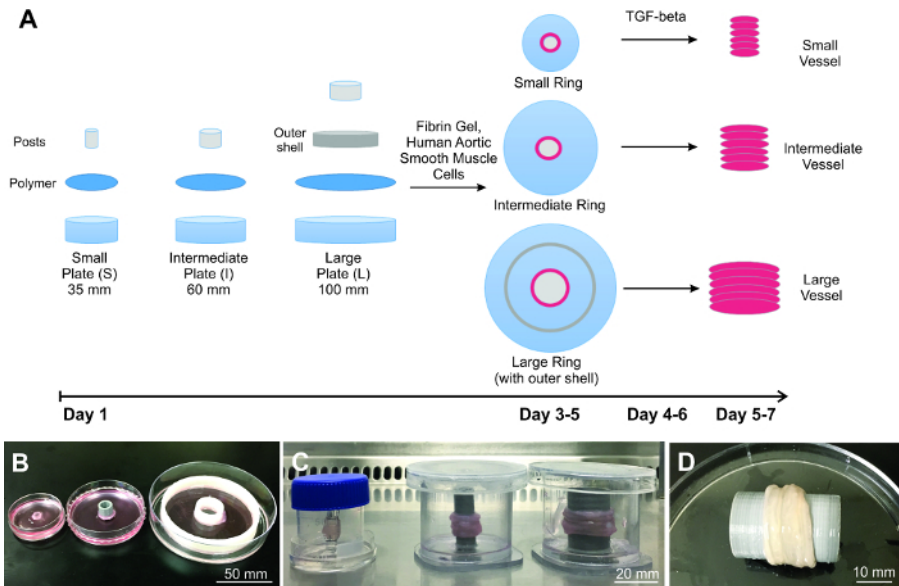 A
TGF-beta
Small
Vessel
Small Ring
Posts
Outer
shell
Fibrin Gel,
Human Aortic
Smooth Muscle
Cells
Polymer
Intermediate
Vessel
Intermediate Ring
Small
Plate (S)
35 mm
Intermediate
Plate (I)
60 mm
Large
Plate (L)
100 mm
Large
Vessel
Large Ring
(with outer shell)
Day 1
Day 3-5
Day 4-6
Day 5-7
B
50 mm
C
20 mm
D
10 mm